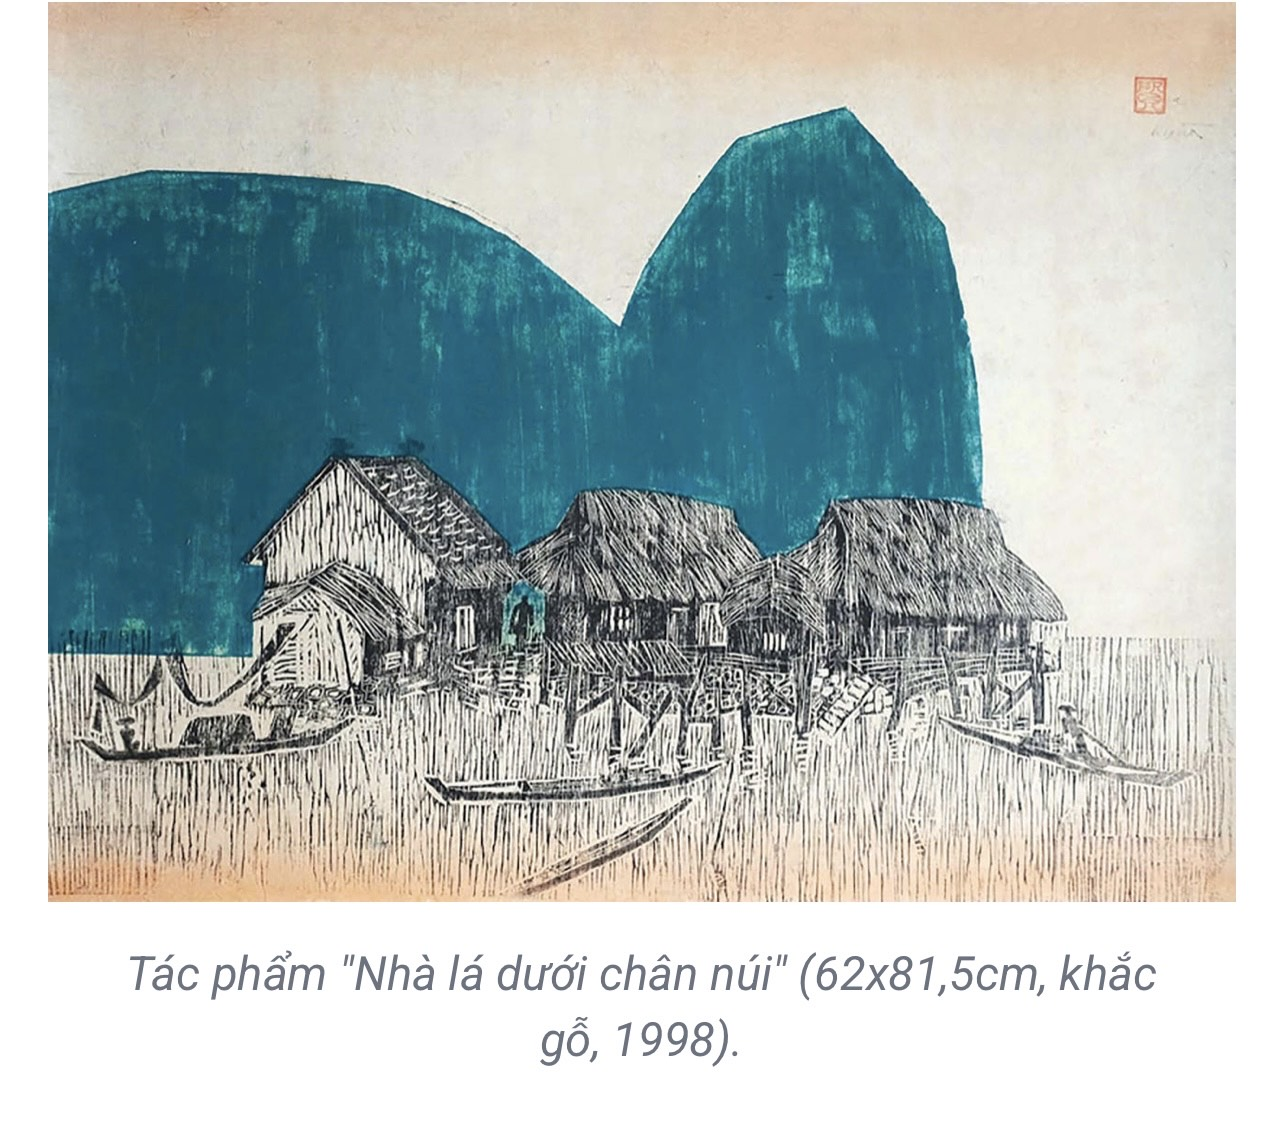 Tác phẩm "Nhà lá dưới chân núi" (62x81,5cm, khắc
gỗ, 1998).